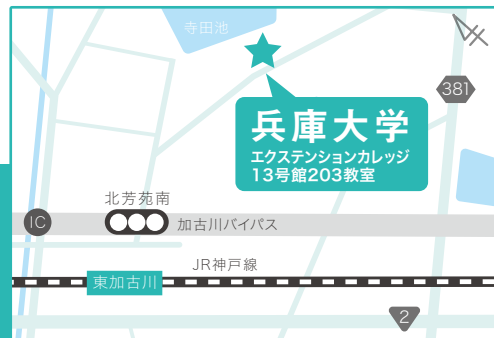 寺田池
381
兵庫大学
エクステンションカレッジ
13号館203教室
北芳苑南
IC
加古川バイパス
JR神戸線
東加古川
2